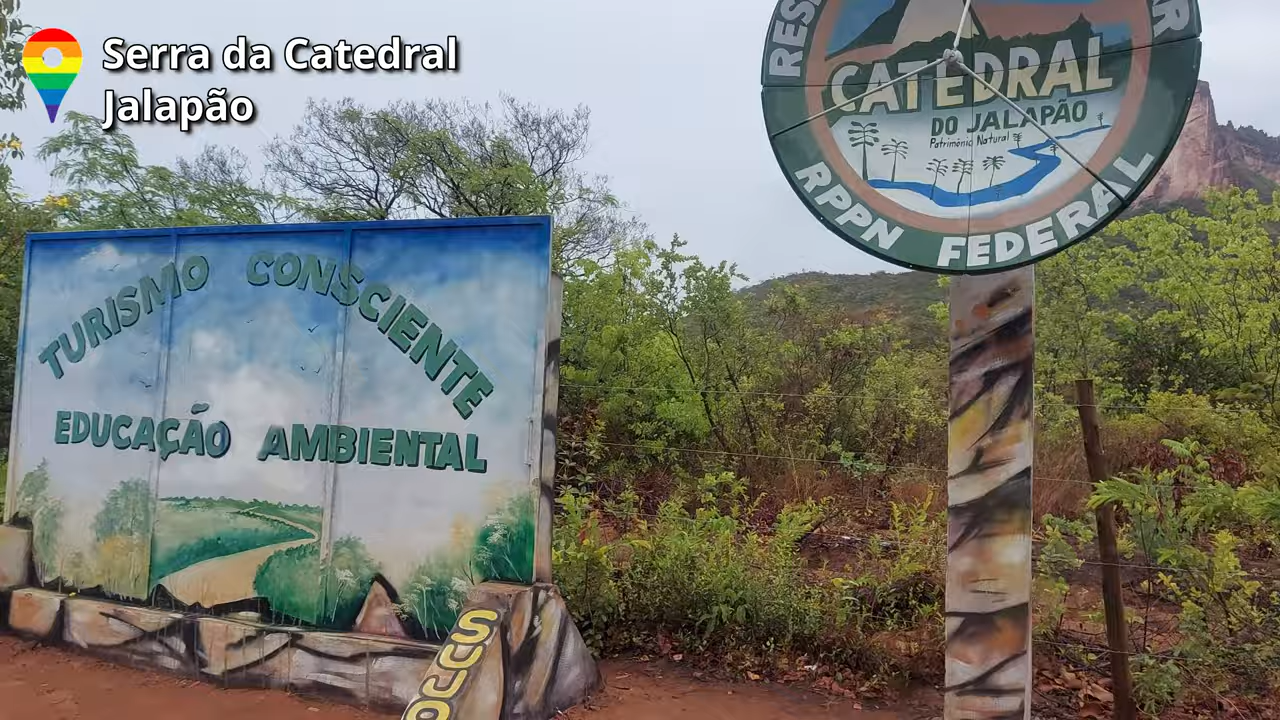 Serra da Catedral
Jalapão
TURISMO CONSCIENTE
EDUCAÇÃO AMBIENTAL
CATEDRAL
DO JALAPÃO
Patrimônio Natural
RPPN FEDERAL